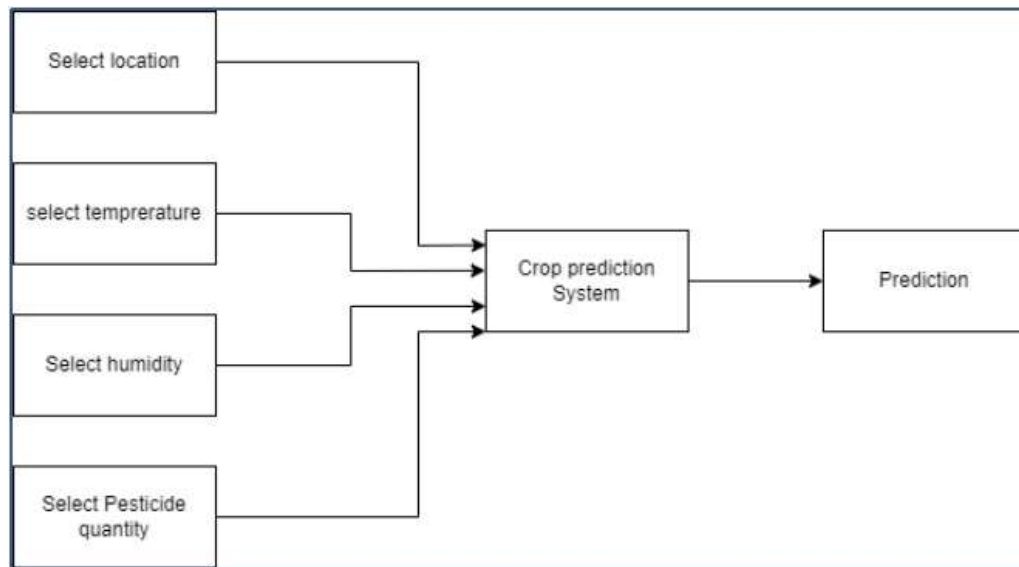 Select location
select temprerature
Select humidity
Select Pesticide
quantity
Crop prediction
System
Prediction